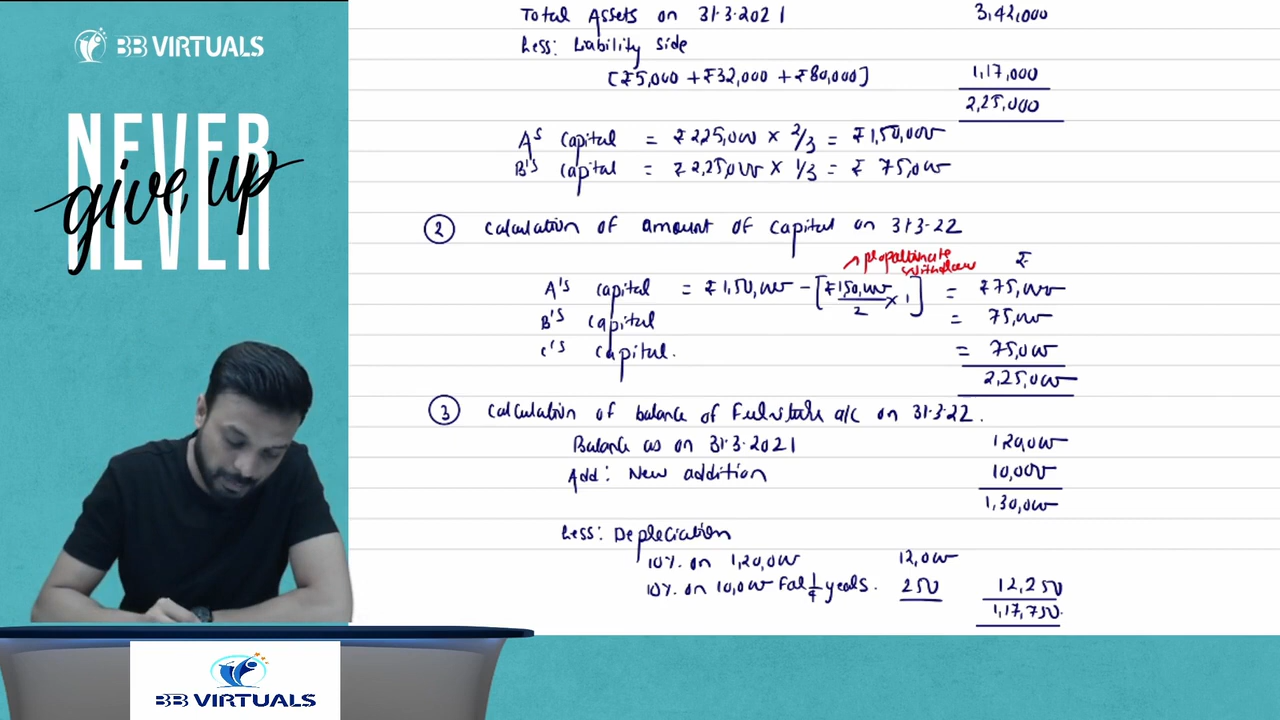 BB VIRTUALS
NEVER
give up
NEVER
Total Assets on 31.3.2021 3,42,000
Less: Liability side
[₹5,000 + ₹32,000 + ₹80,000] 1,17,000
2,25,000
A's Capital = ₹2,25,000 × 2/3 = ₹1,50,000
B's Capital = ₹2,25,000 × 1/3 = ₹75,000
② Calculation of amount of Capital on 31.3.22
→ propationate
withdraw
₹
A's Capital = ₹1,50,000 - [₹1,50,000/2 × 1] = ₹75,000
B's Capital = 75,000
C's Capital. = 75,000
2,25,000
③ Calculation of balance of Furniture a/c on 31.3.22.
Balance as on 31.3.2021 1,20,000
Add: New addition 10,000
1,30,000
Less: Depreciation
10% on 1,20,000 12,000
10% on 10,000 For 1/4 years. 250 12,250
1,17,750.
BB VIRTUALS